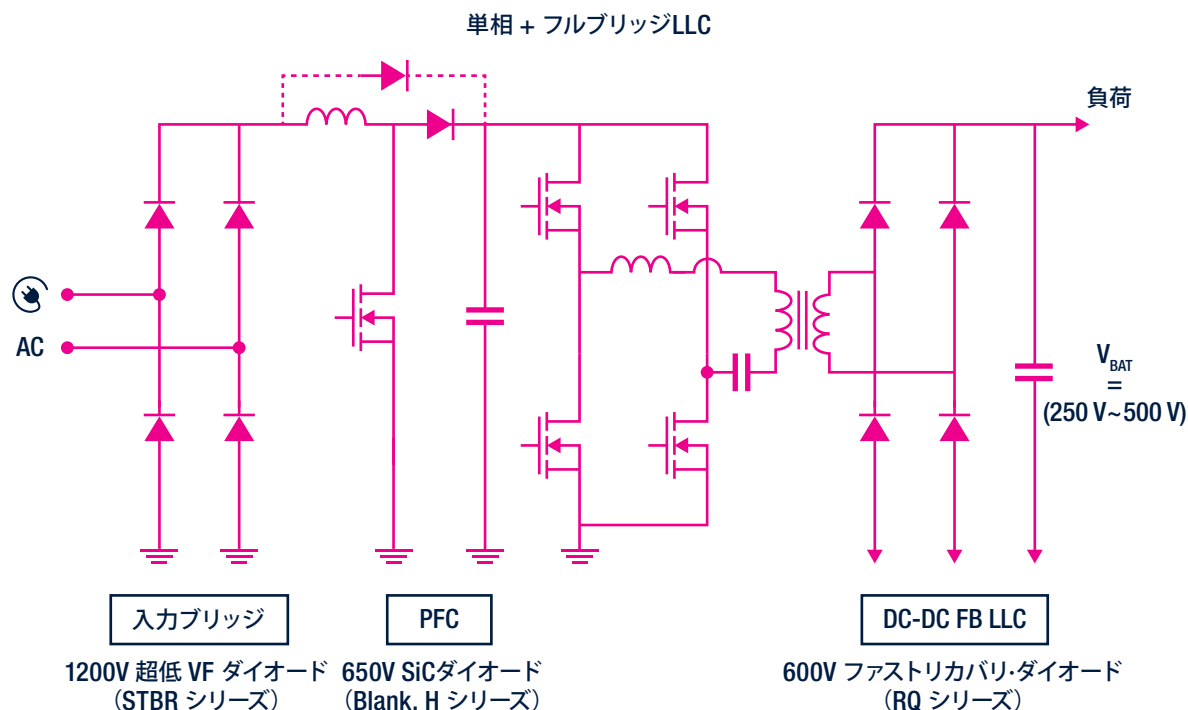 単相 + フルブリッジLLC
負荷
AC
V_BAT
=
(250 V~500 V)
入力ブリッジ
PFC
DC-DC FB LLC
1200V 超低 VF ダイオード
(STBR シリーズ)
650V SiCダイオード
(Blank, H シリーズ)
600V ファストリカバリ・ダイオード
(RQ シリーズ)